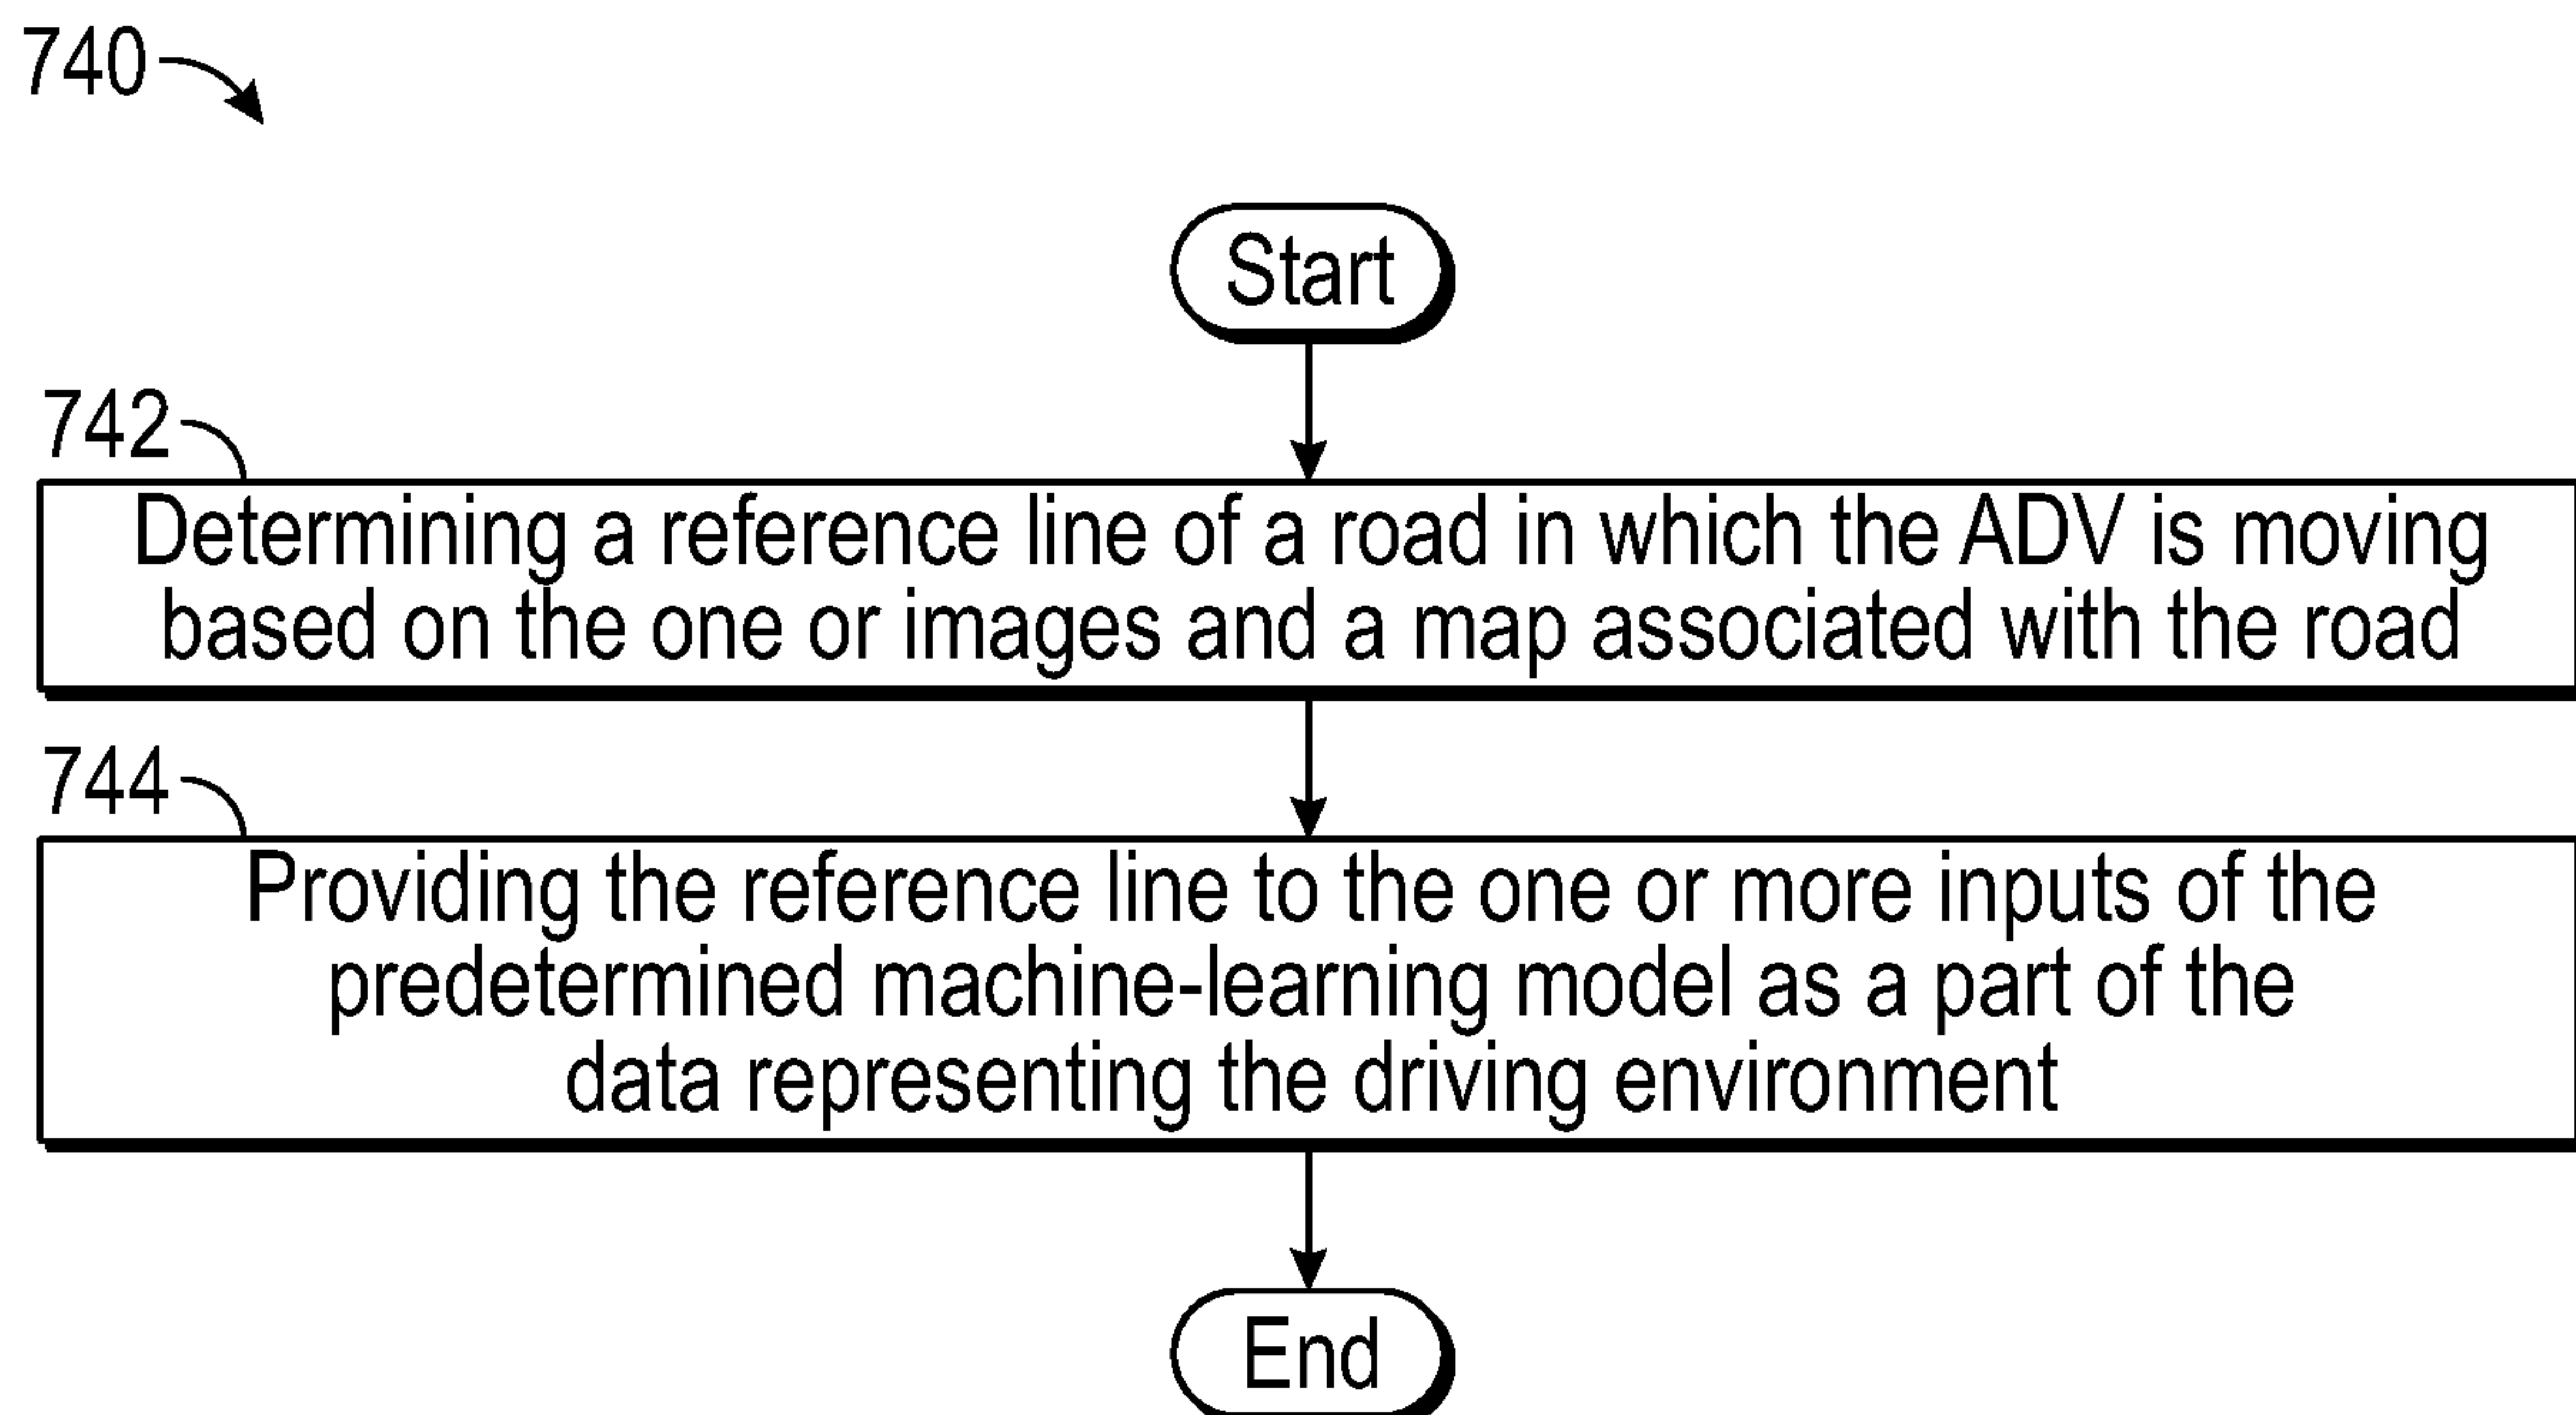 740
Start
742
Determining a reference line of a road in which the ADV is moving
based on the one or images and a map associated with the road
744
Providing the reference line to the one or more inputs of the
predetermined machine-learning model as a part of the
data representing the driving environment
End